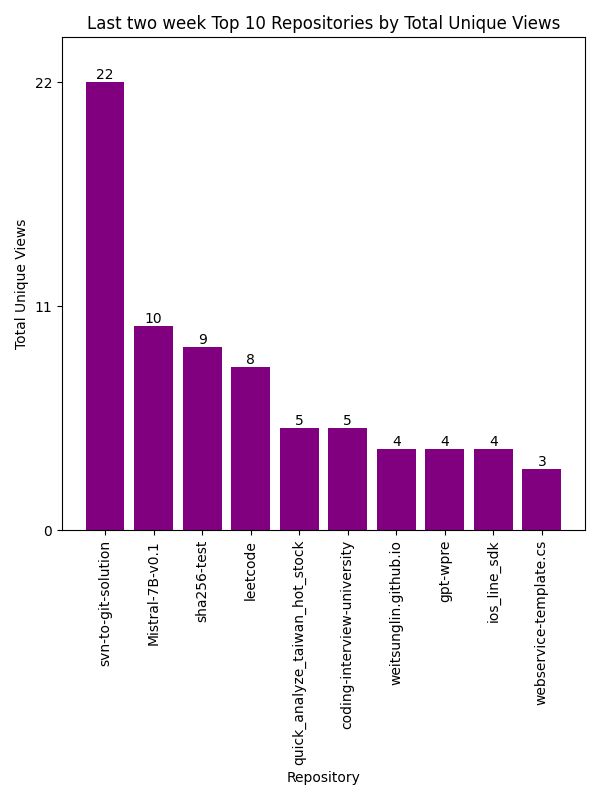 Last two week Top 10 Repositories by Total Unique Views
Total Unique Views
22
11
0
22
10
9
8
5
5
4
4
4
3
svn-to-git-solution
Mistral-7B-v0.1
sha256-test
leetcode
quick_analyze_taiwan_hot_stock
coding-interview-university
weitsunglin.github.io
gpt-wpre
ios_line_sdk
webservice-template.cs
Repository